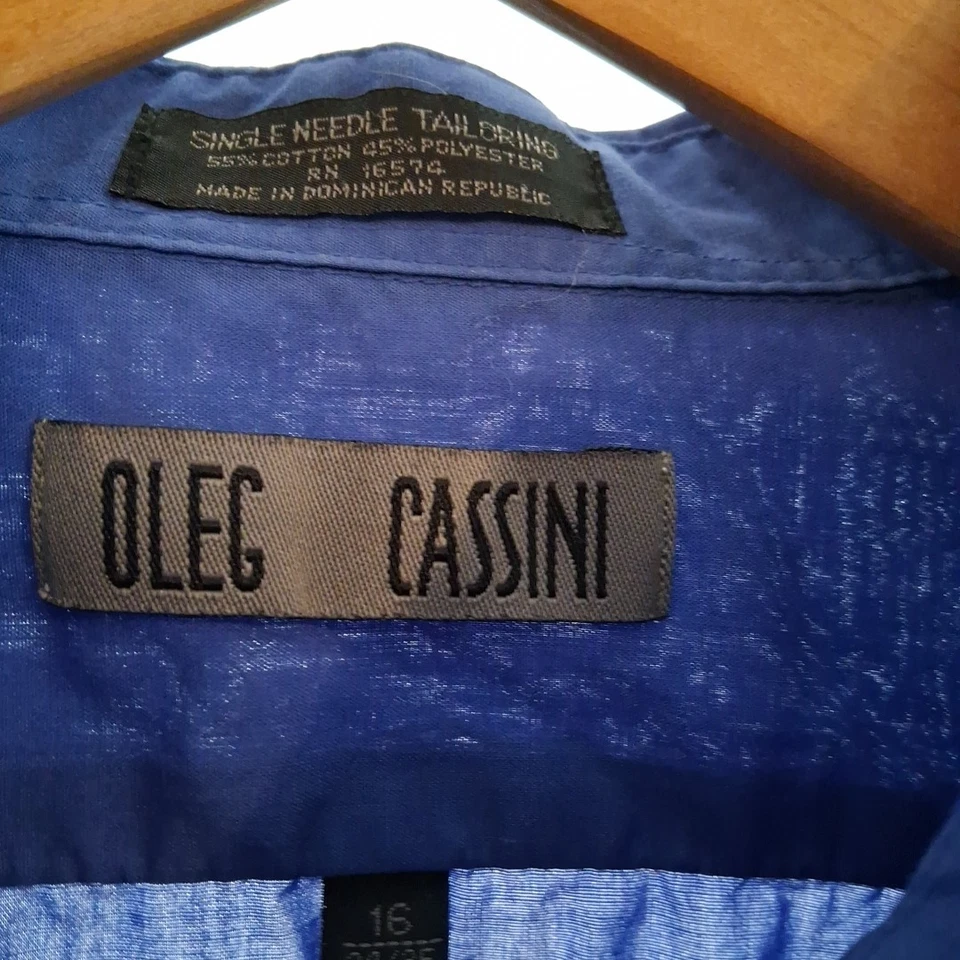 SINGLE NEEDLE TAILORING
55% COTTON 45% POLYESTER
RN 16574
MADE IN DOMINICAN REPUBLIC
OLEG CASSINI
16